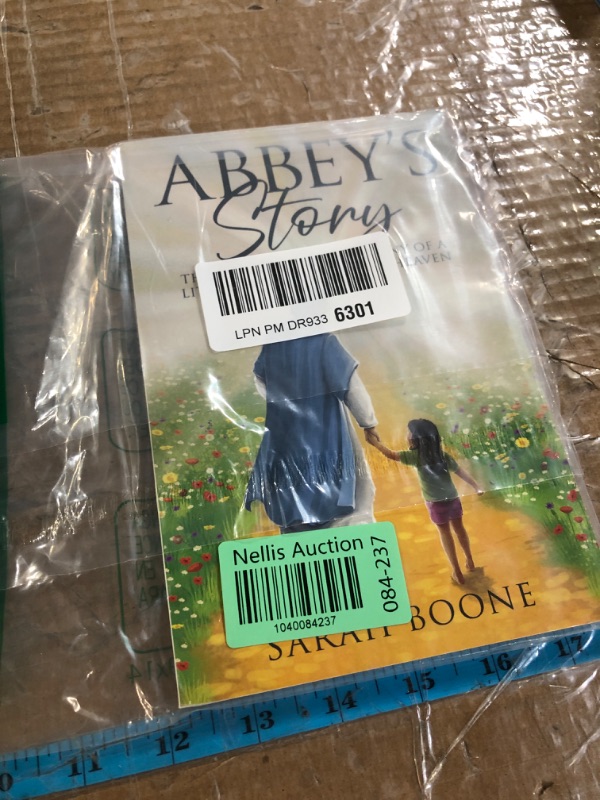 ABBEY'S
Story
OF A
LPN PM DR933 6301
Nellis Auction
1040084237
084-237
SARAH BOONE
11 12 13 14 15 16 17